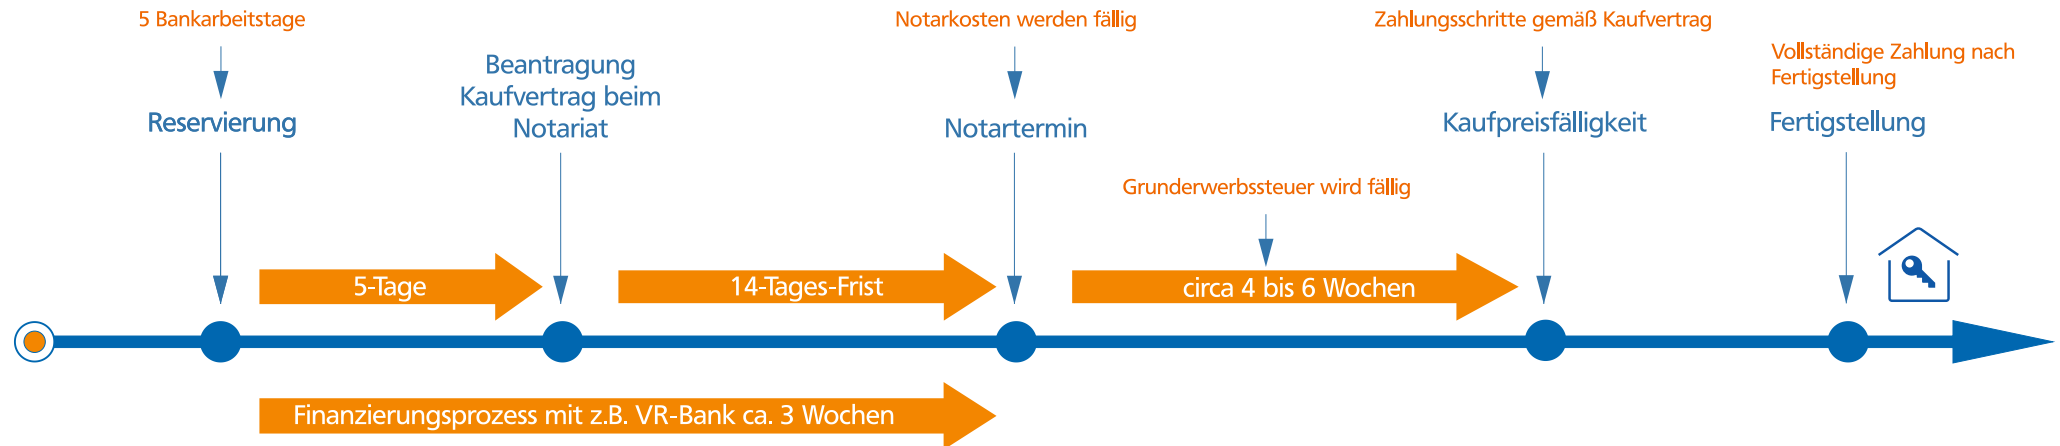 5 Bankarbeitstage
Notarkosten werden fällig
Zahlungsschritte gemäß Kaufvertrag
Vollständige Zahlung nach
Fertigstellung
Reservierung
Beantragung
Kaufvertrag beim
Notariat
Notartermin
Kaufpreisfälligkeit
Fertigstellung
Grunderwerbssteuer wird fällig
5-Tage
14-Tages-Frist
circa 4 bis 6 Wochen
Finanzierungsprozess mit z.B. VR-Bank ca. 3 Wochen